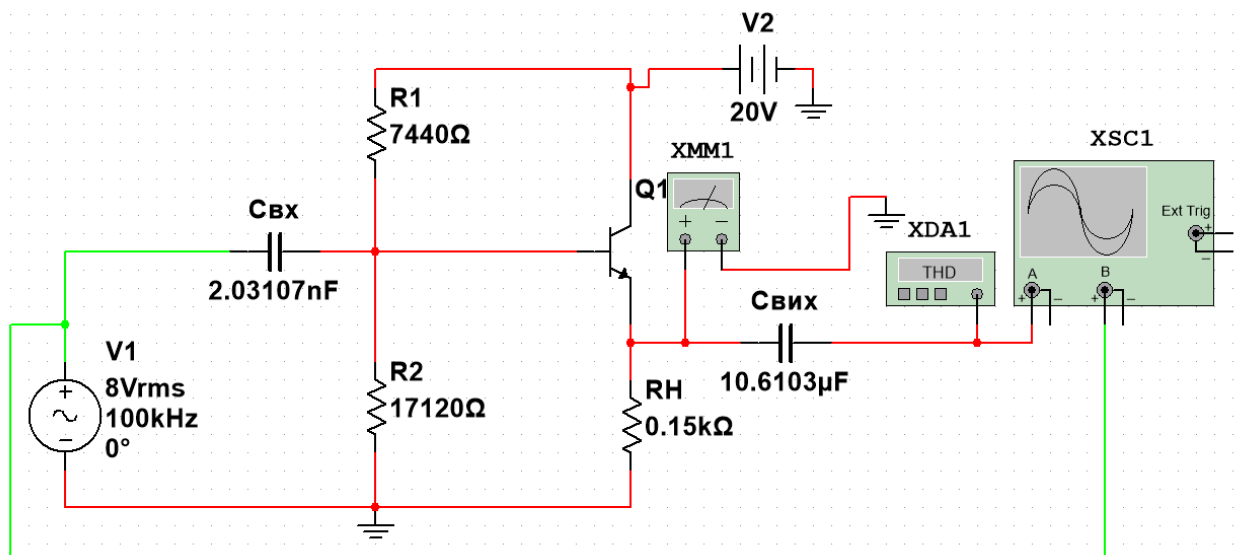 V2
20V
R1
7440Ω
XMM1
+
−
Q1
XSC1
Ext Trig
+
−
A
B
+
−
+
−
XDA1
THD
Cвх
2.03107nF
Cвих
10.6103µF
V1
8Vrms
100kHz
0°
+
−
R2
17120Ω
RH
0.15kΩ